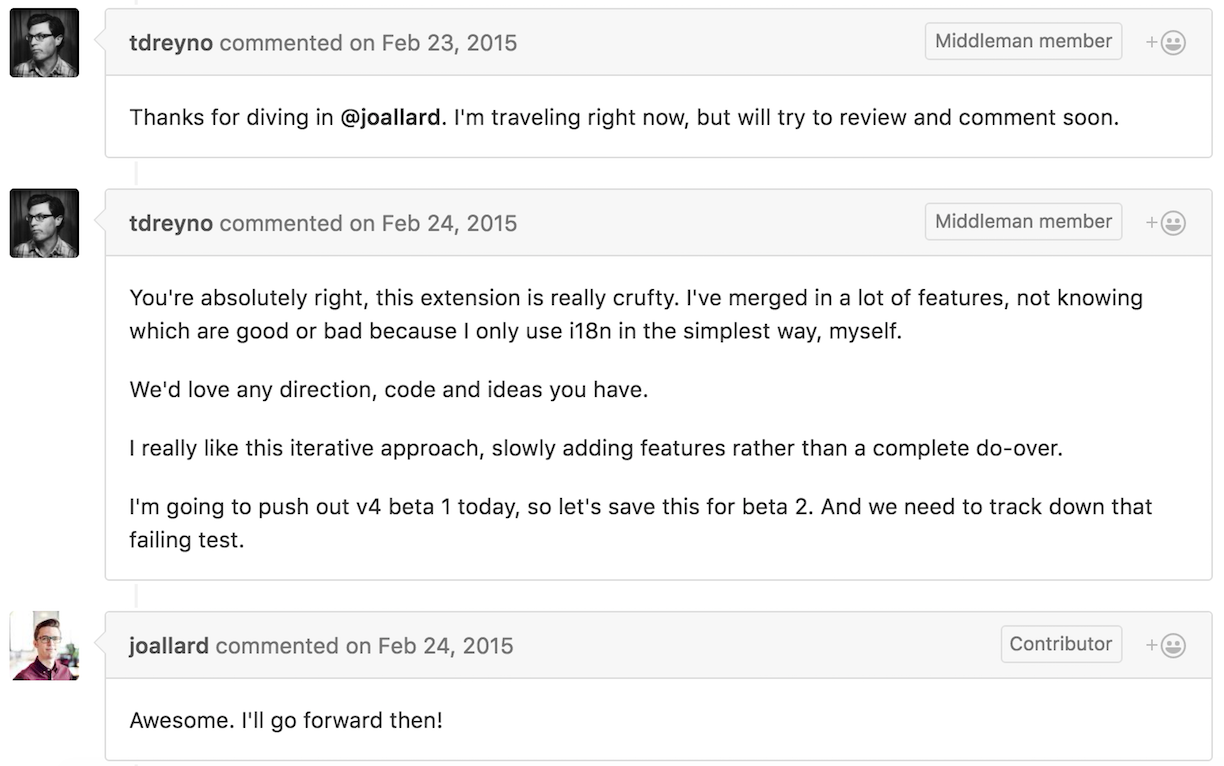 tdreyno commented on Feb 23, 2015
Middleman member
+
Thanks for diving in @joallard. I'm traveling right now, but will try to review and comment soon.
tdreyno commented on Feb 24, 2015
Middleman member
+
You're absolutely right, this extension is really crufty. I've merged in a lot of features, not knowing
which are good or bad because I only use i18n in the simplest way, myself.
We'd love any direction, code and ideas you have.
I really like this iterative approach, slowly adding features rather than a complete do-over.
I'm going to push out v4 beta 1 today, so let's save this for beta 2. And we need to track down that
failing test.
joallard commented on Feb 24, 2015
Contributor
+
Awesome. I'll go forward then!